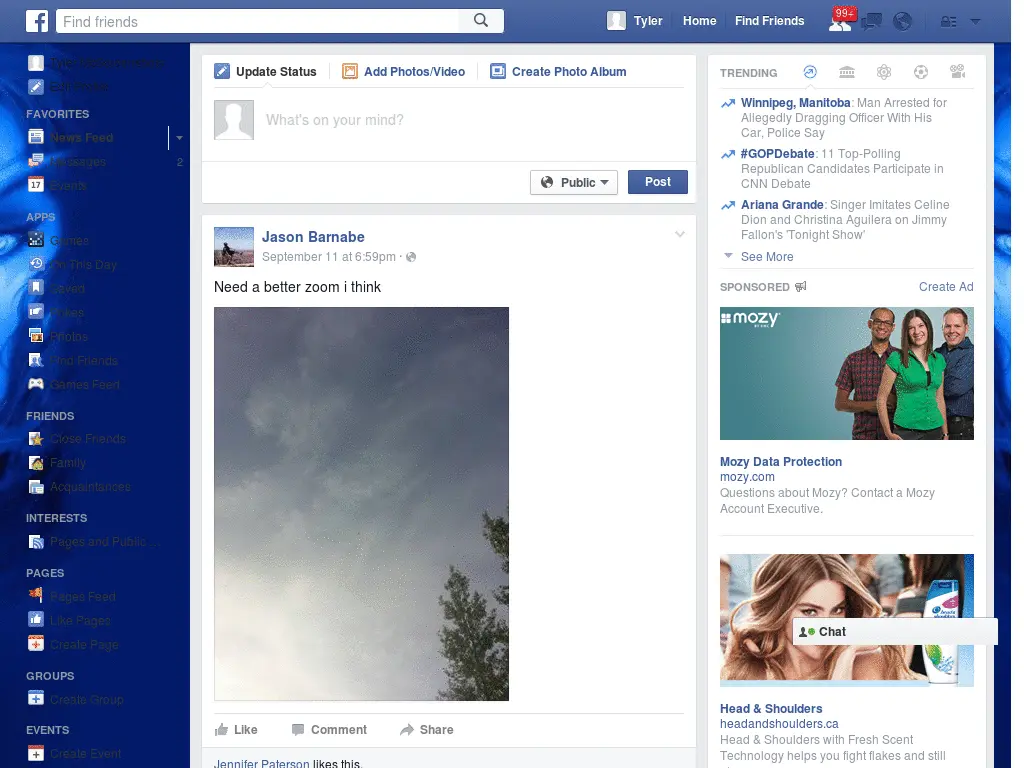 Find friends
Tyler
Home
Find Friends
99+
Edit Profile
FAVORITES
News Feed
Messages
2
17
Events
APPS
Games
On This Day
Saved
Pokes
Photos
Find Friends
Games Feed
FRIENDS
Close Friends
Family
Acquaintances
INTERESTS
Pages and Public ...
PAGES
Pages Feed
Like Pages
Create Page
GROUPS
Create Group
EVENTS
Create Event
Update Status
Add Photos/Video
Create Photo Album
What's on your mind?
Public
Post
Jason Barnabe
September 11 at 6:59pm ·
Need a better zoom i think
Like
Comment
Share
Jennifer Paterson likes this.
TRENDING
Winnipeg, Manitoba: Man Arrested for
Allegedly Dragging Officer With His
Car, Police Say
#GOPDebate: 11 Top-Polling
Republican Candidates Participate in
CNN Debate
Ariana Grande: Singer Imitates Celine
Dion and Christina Aguilera on Jimmy
Fallon's 'Tonight Show'
See More
SPONSORED
Create Ad
mozy
BY EMC
Mozy Data Protection
mozy.com
Questions about Mozy? Contact a Mozy
Account Executive.
head & shoulders
Chat
Head & Shoulders
headandshoulders.ca
Head & Shoulders with Fresh Scent
Technology helps you fight flakes and still